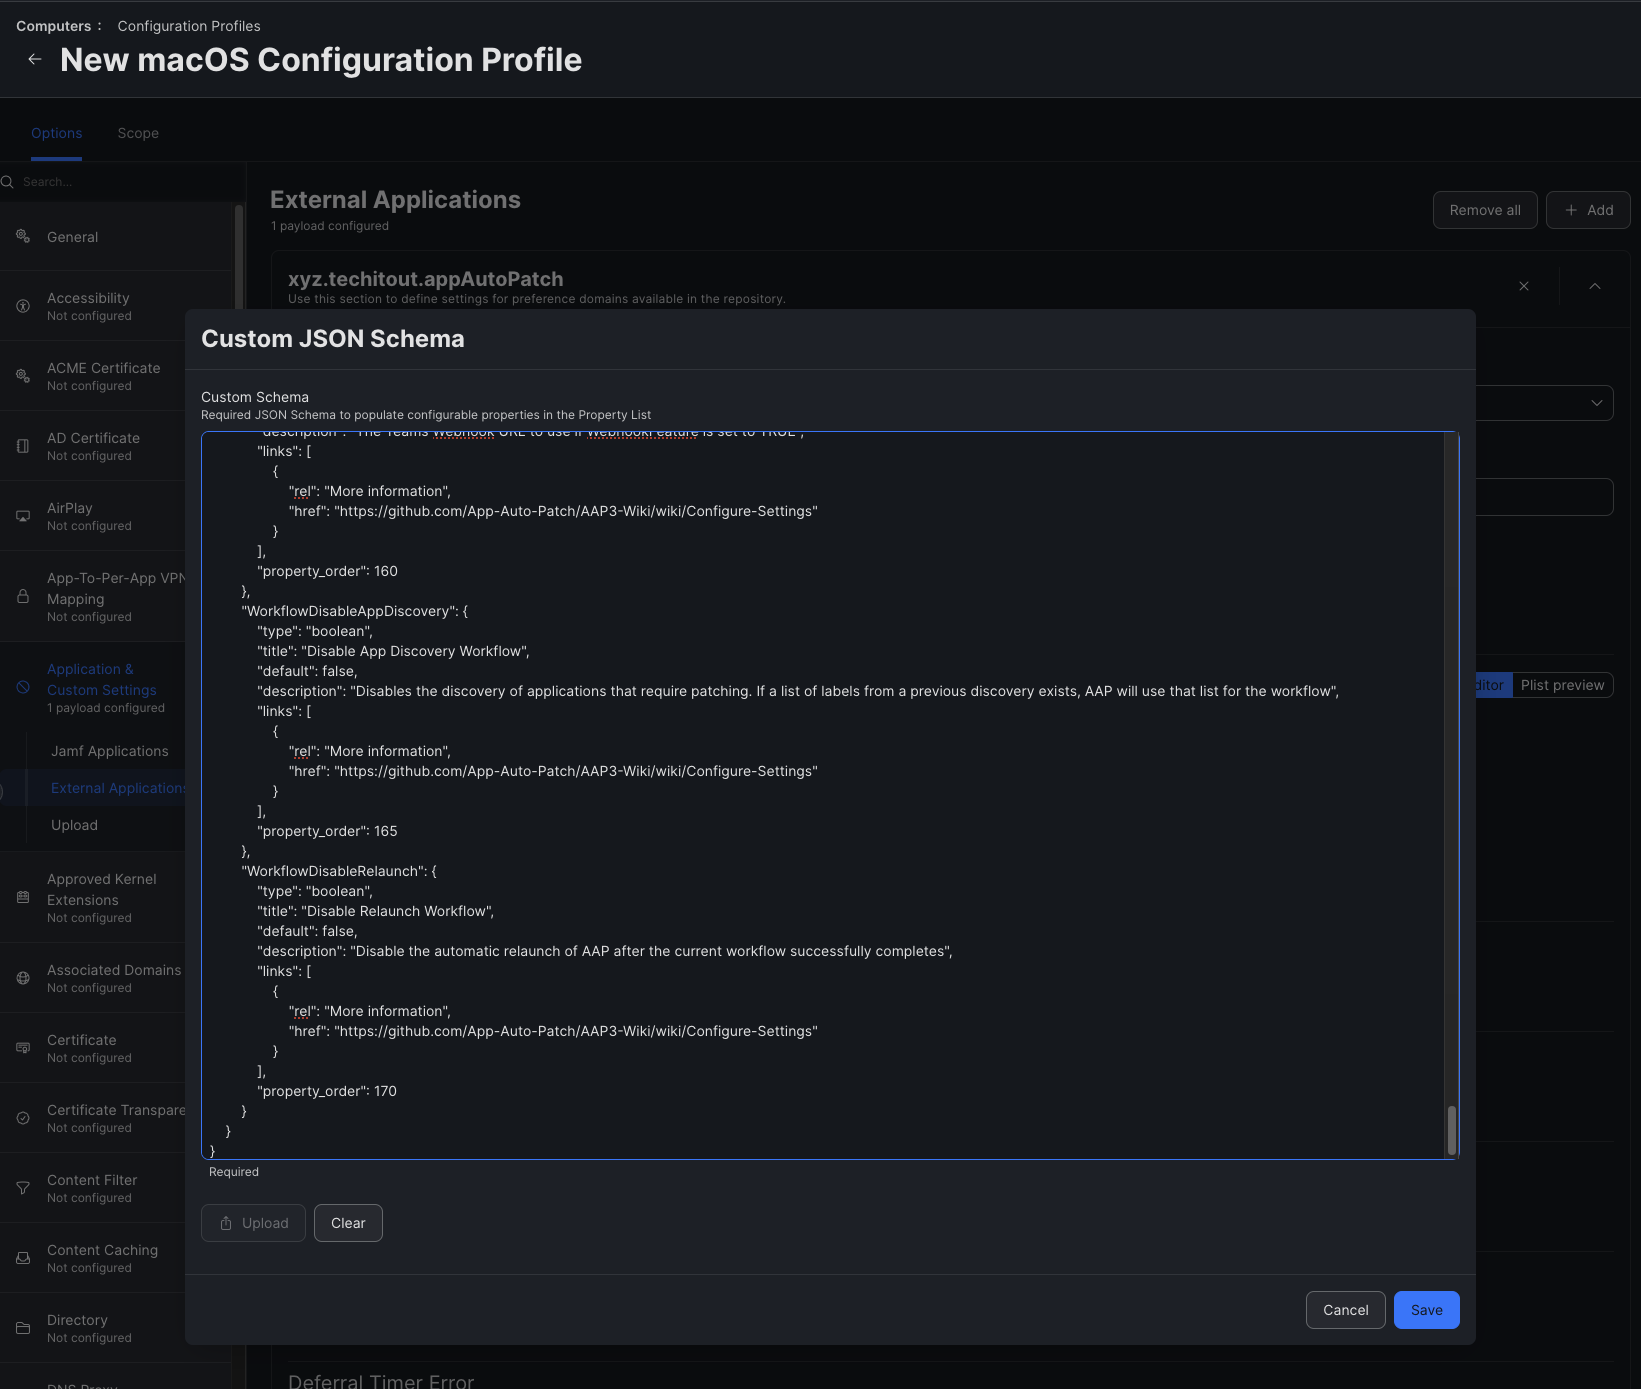 Computers : Configuration Profiles
← New macOS Configuration Profile
Options Scope
Search...
General
Accessibility
Not configured
ACME Certificate
Not configured
AD Certificate
Not configured
AirPlay
Not configured
App-To-Per-App VPN
Mapping
Not configured
Application &
Custom Settings
1 payload configured
Jamf Applications
External Applications
Upload
Approved Kernel
Extensions
Not configured
Associated Domains
Not configured
Certificate
Not configured
Certificate Transpare
Not configured
Content Filter
Not configured
Content Caching
Not configured
Directory
Not configured
DNS Proxy
External Applications
1 payload configured
Remove all
+ Add
xyz.techitout.appAutoPatch
Use this section to define settings for preference domains available in the repository.
ditor Plist preview
Custom JSON Schema
Custom Schema
Required JSON Schema to populate configurable properties in the Property List
"description": "The Teams Webhook URL to use if WebhookFeature is set to TRUE",
"links": [
{
"rel": "More information",
"href": "https://github.com/App-Auto-Patch/AAP3-Wiki/wiki/Configure-Settings"
}
],
"property_order": 160
},
"WorkflowDisableAppDiscovery": {
"type": "boolean",
"title": "Disable App Discovery Workflow",
"default": false,
"description": "Disables the discovery of applications that require patching. If a list of labels from a previous discovery exists, AAP will use that list for the workflow",
"links": [
{
"rel": "More information",
"href": "https://github.com/App-Auto-Patch/AAP3-Wiki/wiki/Configure-Settings"
}
],
"property_order": 165
},
"WorkflowDisableRelaunch": {
"type": "boolean",
"title": "Disable Relaunch Workflow",
"default": false,
"description": "Disable the automatic relaunch of AAP after the current workflow successfully completes",
"links": [
{
"rel": "More information",
"href": "https://github.com/App-Auto-Patch/AAP3-Wiki/wiki/Configure-Settings"
}
],
"property_order": 170
}
}
}
Required
Upload
Clear
Cancel
Save
Deferral Timer Error